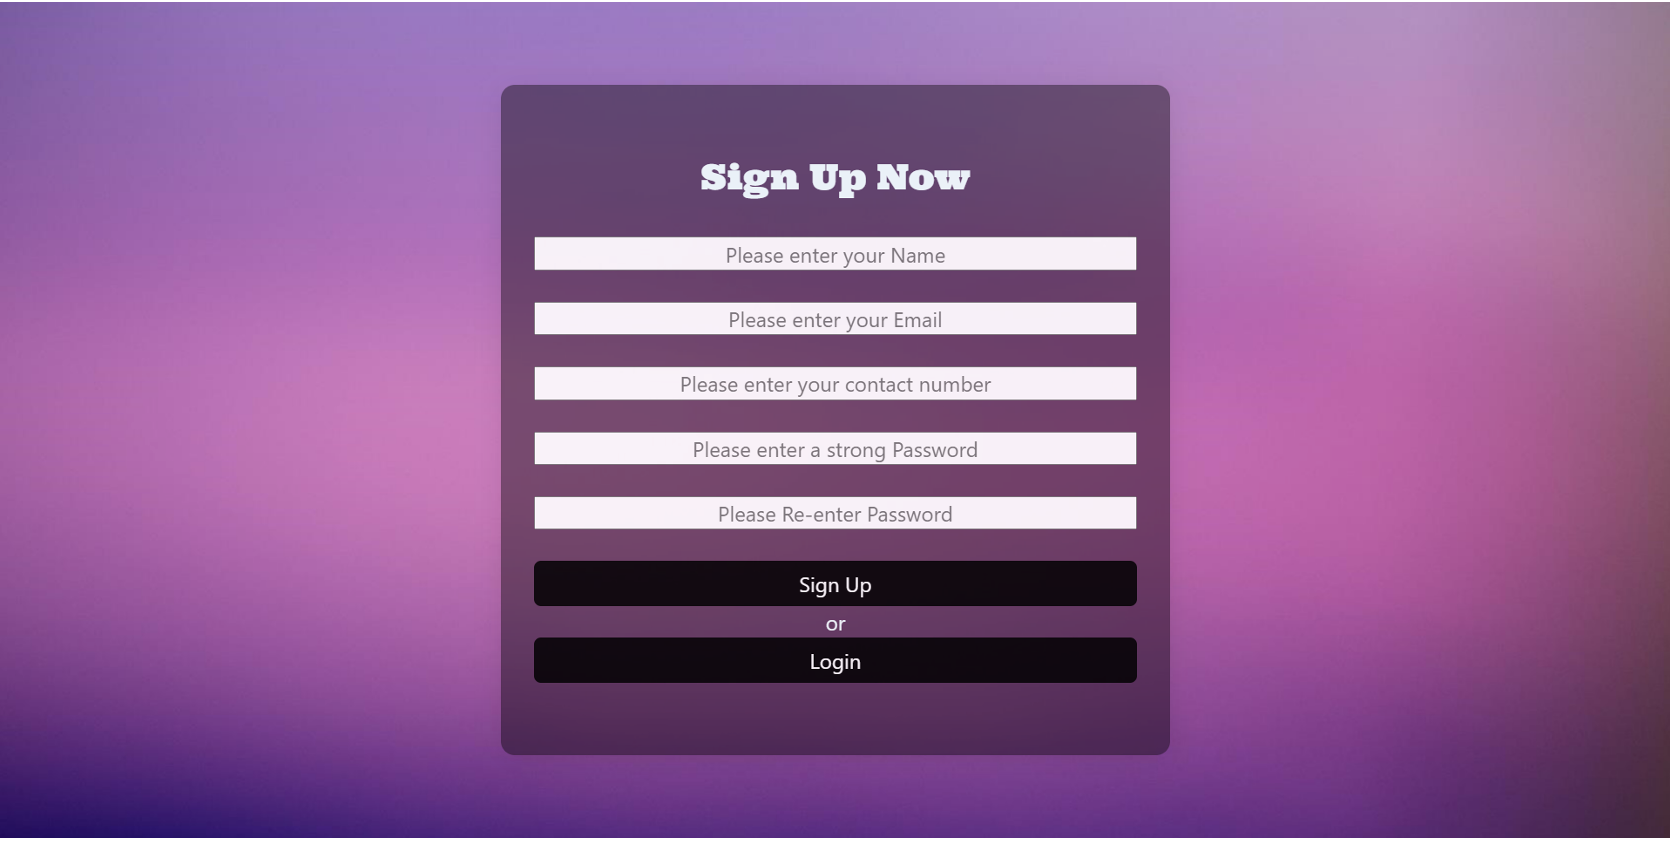 Sign Up Now
Please enter your Name
Please enter your Email
Please enter your contact number
Please enter a strong Password
Please Re-enter Password
Sign Up
or
Login